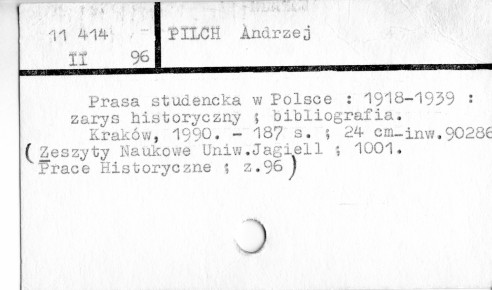 11 414 PILCH Andrzej
II 96
Prasa studencka w Polsce : 1918-1939 :
zarys historyczny ; bibliografia.
Kraków, 1990. - 187 s. ; 24 cm-inw.90286
(Zeszyty Naukowe Uniw.Jagiell ; 1001.
Prace Historyczne ; z.96)